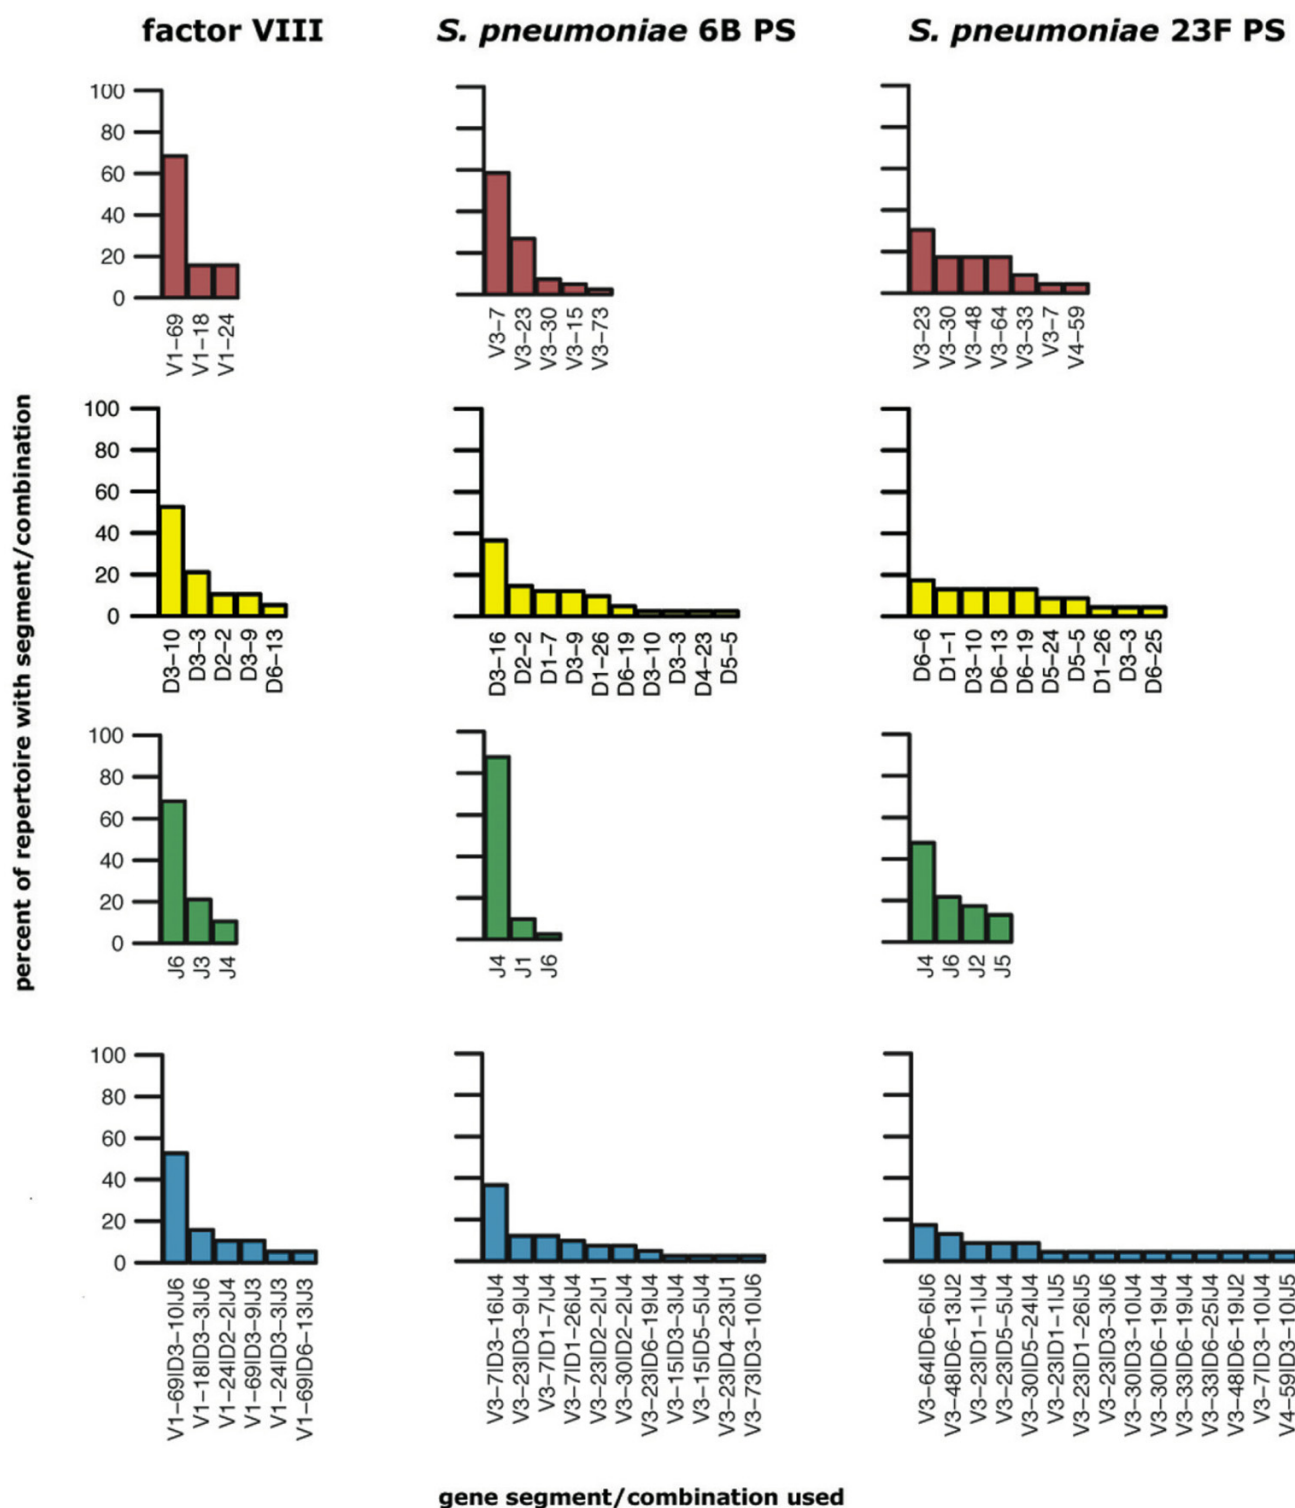 factor VIII
S. pneumoniae 6B PS
S. pneumoniae 23F PS
percent of repertoire with segment/combination
100
80
60
40
20
0
V1–69
V1–18
V1–24
V3–7
V3–23
V3–30
V3–15
V3–73
V3–23
V3–30
V3–48
V3–64
V3–33
V3–7
V4–59
100
80
60
40
20
0
D3–10
D3–3
D2–2
D3–9
D6–13
D3–16
D2–2
D1–7
D3–9
D1–26
D6–19
D3–10
D3–3
D4–23
D5–5
D6–6
D1–1
D3–10
D6–13
D6–19
D5–24
D5–5
D1–26
D3–3
D6–25
100
80
60
40
20
0
J6
J3
J4
J4
J1
J6
J4
J6
J2
J5
100
80
60
40
20
0
V1–69|D3–10|J6
V1–18|D3–3|J6
V1–24|D2–2|J4
V1–69|D3–9|J3
V1–24|D3–3|J3
V1–69|D6–13|J3
V3–7|D3–16|J4
V3–23|D3–9|J4
V3–7|D1–7|J4
V3–7|D1–26|J4
V3–23|D2–2|J1
V3–30|D2–2|J4
V3–23|D6–19|J4
V3–15|D3–3|J4
V3–15|D5–5|J4
V3–23|D4–23|J1
V3–73|D3–10|J6
V3–64|D6–6|J6
V3–48|D6–13|J2
V3–23|D1–1|J4
V3–23|D5–5|J4
V3–30|D5–24|J4
V3–23|D1–1|J5
V3–23|D1–26|J5
V3–23|D3–3|J6
V3–30|D3–10|J4
V3–30|D6–19|J4
V3–33|D6–19|J4
V3–33|D6–25|J4
V3–48|D6–19|J2
V3–7|D3–10|J4
V4–59|D3–10|J5
gene segment/combination used